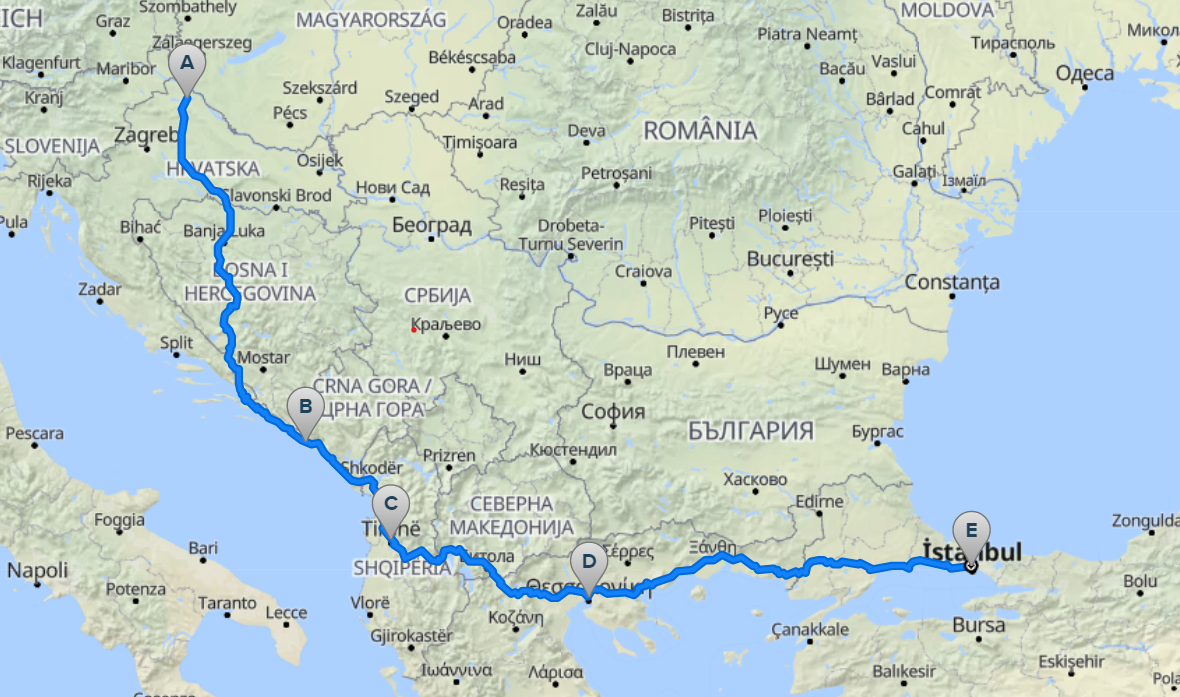 ICH
Graz
Szombathely
MAGYARORSZÁG
Oradea
Zalău
Bistrița
MOLDOVA
Zalaegerszeg
Cluj-Napoca
Piatra Neamț
Тирасполь
Klagenfurt
Maribor
A
Békéscsaba
Bacău
Vaslui
Одеса
Kranj
Szekszárd
Szeged
Arad
Bârlad
Comrat
SLOVENIJA
Zagreb
Pécs
Timișoara
Deva
ROMÂNIA
Cahul
HRVATSKA
Osijek
Petroșani
Galați
Ізмаїл
Rijeka
Slavonski Brod
Нови Сад
Reșița
Pula
Bihać
Banja Luka
Београд
Drobeta-
Turnu Severin
Pitești
Ploiești
BOSNA I
HERCEGOVINA
București
Craiova
Constanța
Zadar
СРБИЈА
Краљево
Русе
Split
Mostar
Ниш
Враца
Плевен
Шумен
Варна
CRNA GORA /
ЦРНА ГОРА
B
София
БЪЛГАРИЯ
Бургас
Pescara
Shkodër
Prizren
Кюстендил
Хасково
Edirne
C
СЕВЕРНА
МАКЕДОНИЈА
Foggia
Tiranë
Zongulda
Bari
SHQIPËRIA
Битола
D
Σέρρες
Ξάνθη
E
İstanbul
Napoli
Potenza
Taranto
Lecce
Vlorë
Θεσσαλονίκη
Bolu
Κοζάνη
Gjirokastër
Çanakkale
Bursa
Ιωάννινα
Λάρισα
Balıkesir
Eskişehir